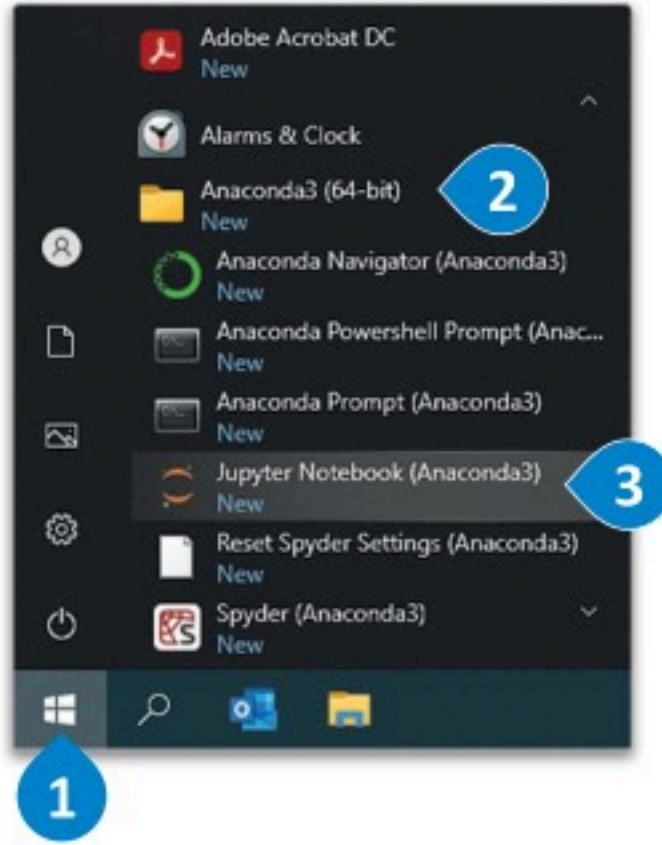 Adobe Acrobat DC
New
Alarms & Clock
Anaconda3 (64-bit)
New
2
Anaconda Navigator (Anaconda3)
New
Anaconda Powershell Prompt (Anac...
New
Anaconda Prompt (Anaconda3)
New
Jupyter Notebook (Anaconda3)
New
3
Reset Spyder Settings (Anaconda3)
New
Spyder (Anaconda3)
New
1